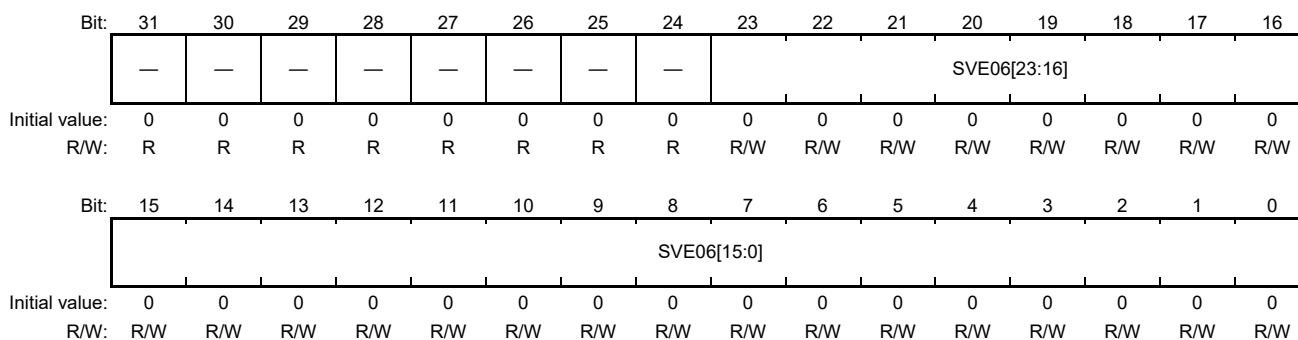 Bit: 31 30 29 28 27 26 25 24 23 22 21 20 19 18 17 16
— — — — — — — — SVE06[23:16]
Initial value: 0 0 0 0 0 0 0 0 0 0 0 0 0 0 0 0
R/W: R R R R R R R R R/W R/W R/W R/W R/W R/W R/W R/W
Bit: 15 14 13 12 11 10 9 8 7 6 5 4 3 2 1 0
SVE06[15:0]
Initial value: 0 0 0 0 0 0 0 0 0 0 0 0 0 0 0 0
R/W: R/W R/W R/W R/W R/W R/W R/W R/W R/W R/W R/W R/W R/W R/W R/W R/W